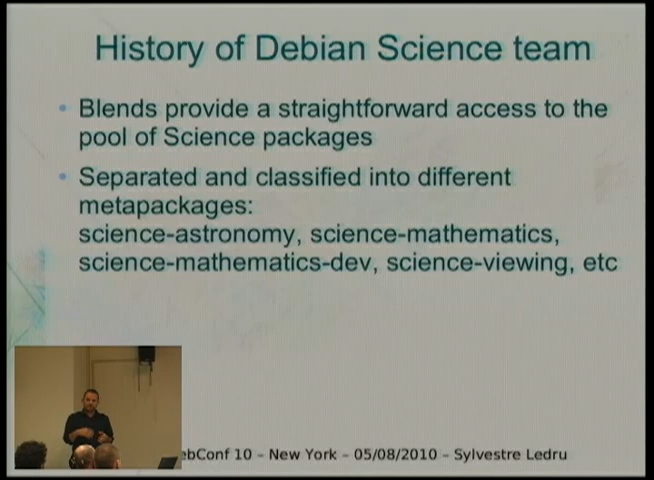 History of Debian Science team
Blends provide a straightforward access to the
pool of Science packages
Separated and classified into different
metapackages:
science-astronomy, science-mathematics,
science-mathematics-dev, science-viewing, etc
ebConf 10 – New York – 05/08/2010 – Sylvestre Ledru